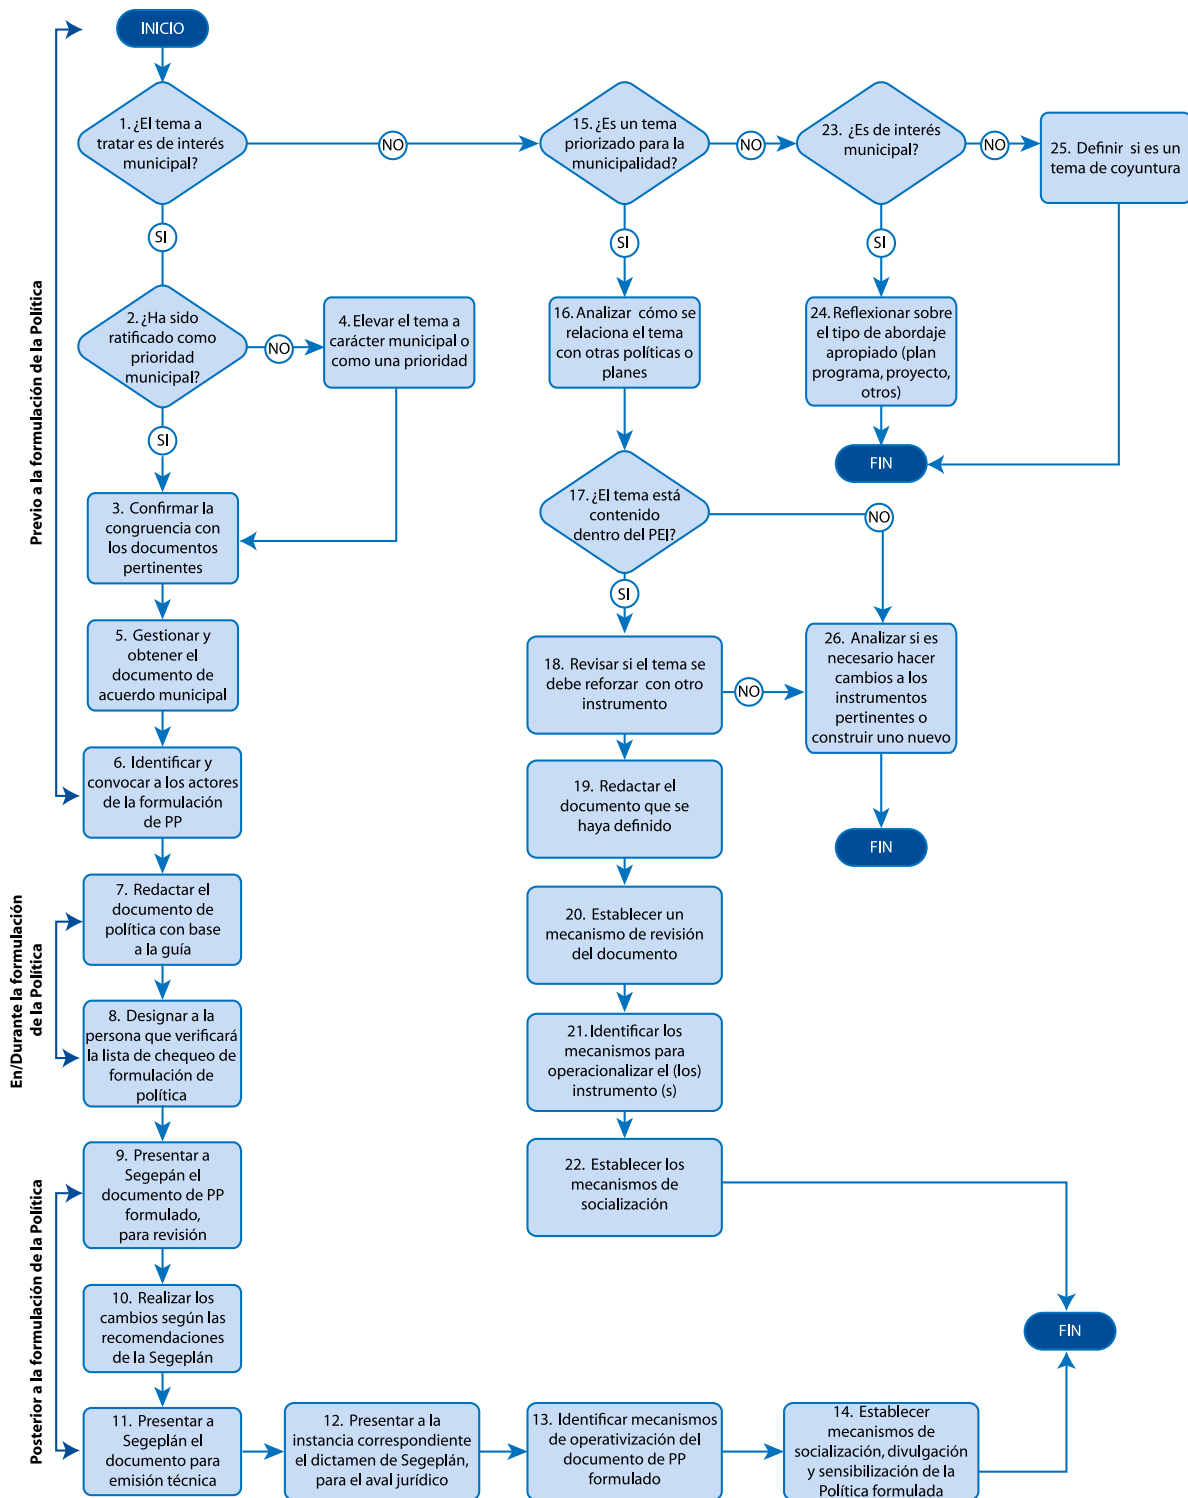 INICIO
1. ¿El tema a
tratar es de interés
municipal?
NO
15. ¿Es un tema
priorizado para la
municipalidad?
NO
23. ¿Es de interés
municipal?
NO
25. Definir si es un
tema de coyuntura
SI
SI
SI
2. ¿Ha sido
ratificado como
prioridad
municipal?
NO
4. Elevar el tema a
carácter municipal o
como una prioridad
16. Analizar cómo se
relaciona el tema
con otras políticas o
planes
24. Reflexionar sobre
el tipo de abordaje
apropiado (plan
programa, proyecto,
otros)
SI
FIN
Previo a la formulación de la Política
3. Confirmar la
congruencia con
los documentos
pertinentes
17. ¿El tema está
contenido
dentro del PEI?
NO
SI
5. Gestionar y
obtener el
documento de
acuerdo municipal
18. Revisar si el tema se
debe reforzar con otro
instrumento
NO
26. Analizar si es
necesario hacer
cambios a los
instrumentos
pertinentes o
construir uno nuevo
6. Identificar y
convocar a los actores
de la formulación
de PP
19. Redactar el
documento que se
haya definido
FIN
En/Durante la formulación
de la Política
7. Redactar el
documento de
política con base
a la guía
20. Establecer un
mecanismo de revisión
del documento
8. Designar a la
persona que verificará
la lista de chequeo de
formulación de
política
21. Identificar los
mecanismos para
operacionalizar el (los)
instrumento (s)
Posterior a la formulación de la Política
9. Presentar a
Segepán el
documento de PP
formulado,
para revisión
22. Establecer los
mecanismos de
socialización
10. Realizar los
cambios según las
recomendaciones
de la Segeplán
FIN
11. Presentar a
Segeplán el
documento para
emisión técnica
12. Presentar a la
instancia correspondiente
el dictamen de Segeplán,
para el aval jurídico
13. Identificar mecanismos
de operativización del
documento de PP
formulado
14. Establecer
mecanismos de
socialización, divulgación
y sensibilización de la
Política formulada